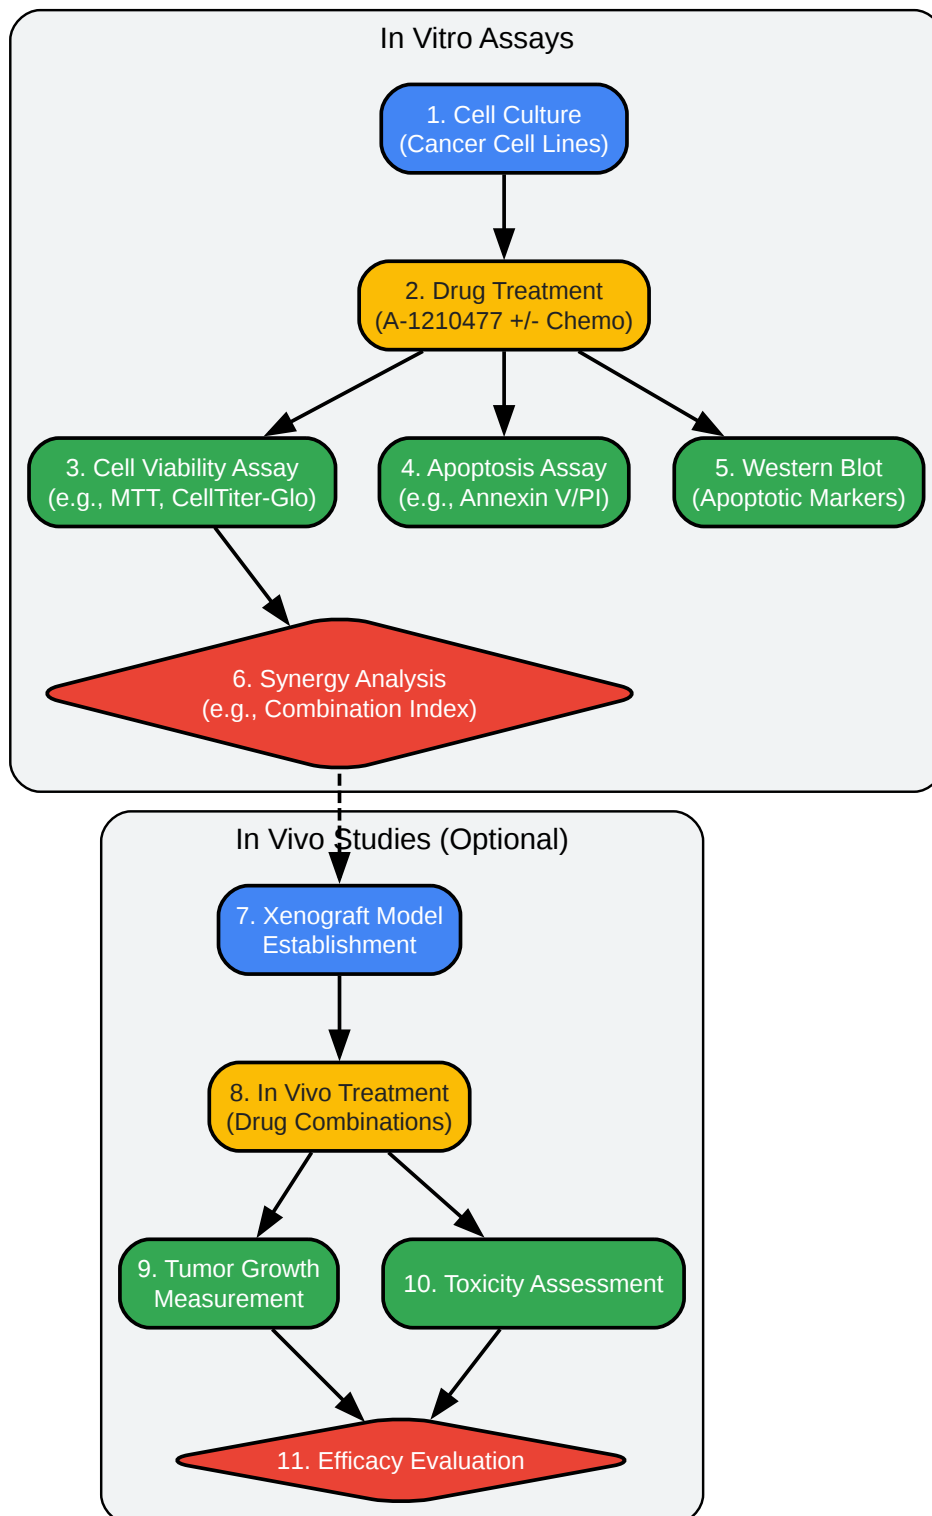 In Vitro Assays
1. Cell Culture
(Cancer Cell Lines)
2. Drug Treatment
(A-1210477 +/- Chemo)
3. Cell Viability Assay
(e.g., MTT, CellTiter-Glo)
4. Apoptosis Assay
(e.g., Annexin V/PI)
5. Western Blot
(Apoptotic Markers)
6. Synergy Analysis
(e.g., Combination Index)
In Vivo Studies (Optional)
7. Xenograft Model
Establishment
8. In Vivo Treatment
(Drug Combinations)
9. Tumor Growth
Measurement
10. Toxicity Assessment
11. Efficacy Evaluation